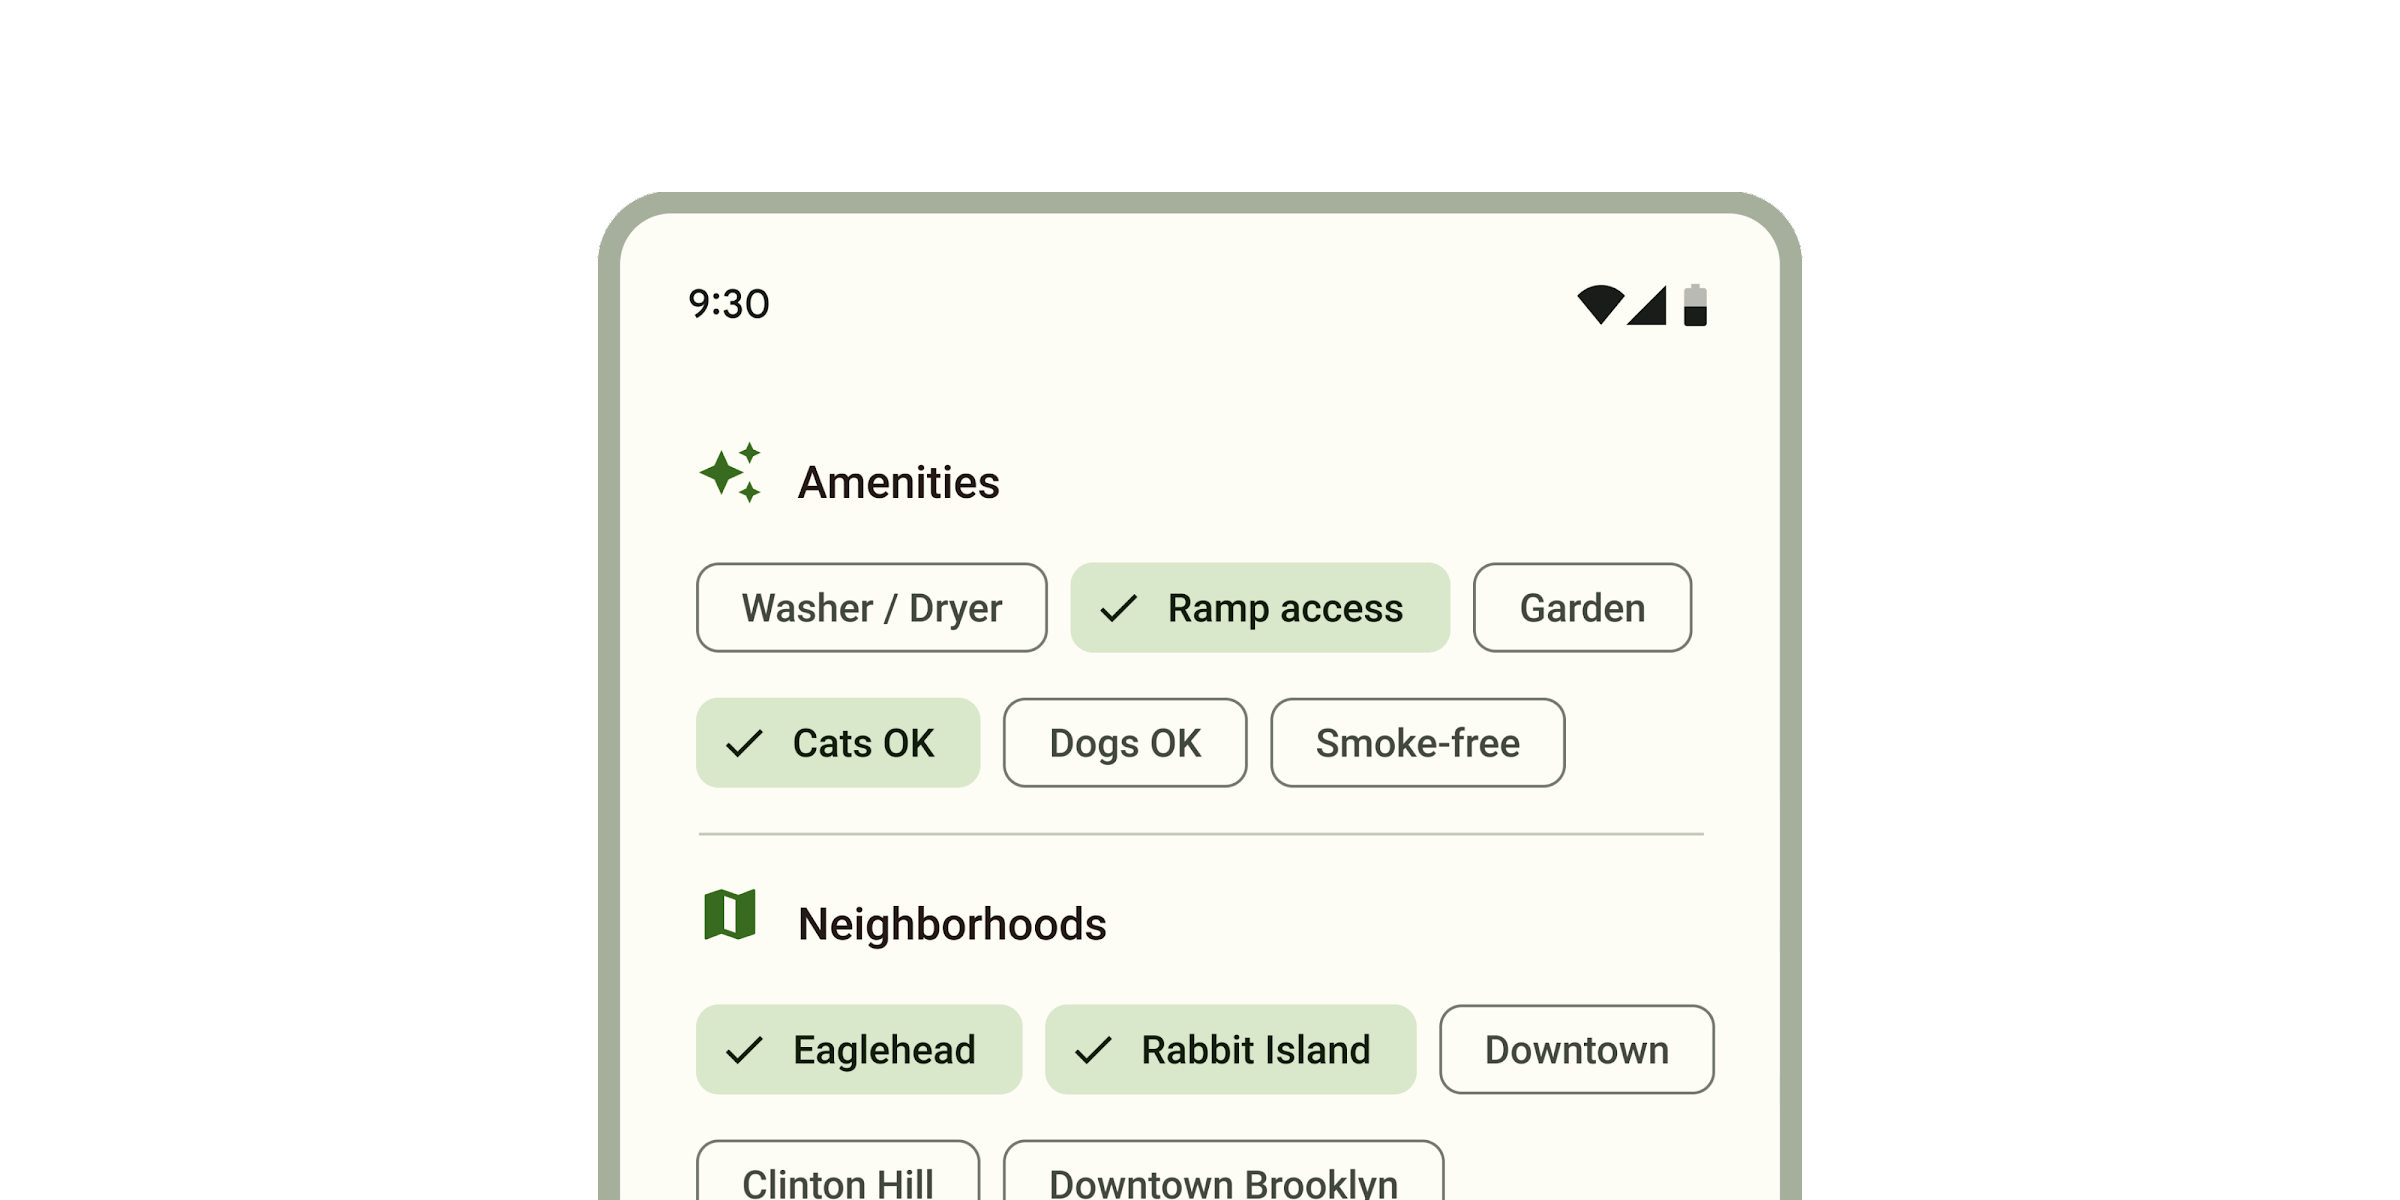 9:30
Amenities
Washer / Dryer Ramp access Garden
Cats OK Dogs OK Smoke-free
Neighborhoods
Eaglehead Rabbit Island Downtown
Clinton Hill Downtown Brooklyn